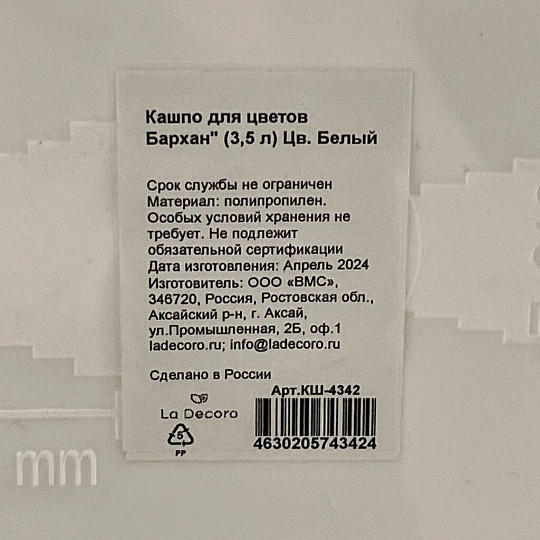 Кашпо для цветов
Бархан" (3,5 л) Цв. Белый
Срок службы не ограничен
Материал: полипропилен.
Особых условий хранения не
требует. Не подлежит
обязательной сертификации
Дата изготовления: Апрель 2024
Изготовитель: ООО «ВМС»,
346720, Россия, Ростовская обл.,
Аксайский р-н, г. Аксай,
ул.Промышленная, 2Б, оф.1
ladecoro.ru; info@ladecoro.ru
Сделано в России
Арт.КШ-4342
La Decoro
5
PP
4630205743424
mm